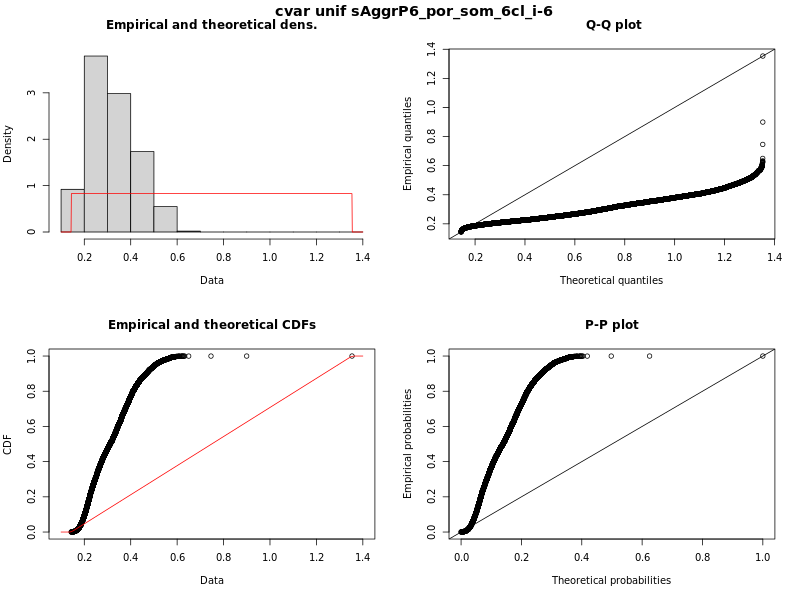 cvar unif sAggrP6_por_som_6cl_i-6
Empirical and theoretical dens.
Density
0 1 2 3
0.2 0.4 0.6 0.8 1.0 1.2 1.4
Data
Q-Q plot
Empirical quantiles
0.2 0.4 0.6 0.8 1.0 1.2 1.4
0.2 0.4 0.6 0.8 1.0 1.2 1.4
Theoretical quantiles
Empirical and theoretical CDFs
CDF
0.0 0.2 0.4 0.6 0.8 1.0
0.2 0.4 0.6 0.8 1.0 1.2 1.4
Data
P-P plot
Empirical probabilities
0.0 0.2 0.4 0.6 0.8 1.0
0.0 0.2 0.4 0.6 0.8 1.0
Theoretical probabilities